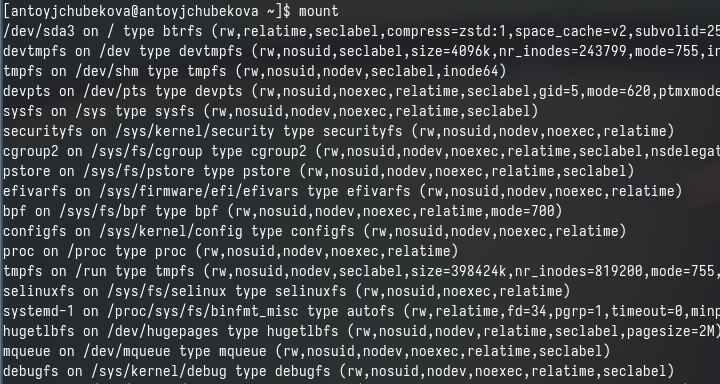 [antoyjchubekova@antoyjchubekova ~]$ mount
/dev/sda3 on / type btrfs (rw,relatime,seclabel,compress=zstd:1,space_cache=v2,subvolid=25
devtmpfs on /dev type devtmpfs (rw,nosuid,seclabel,size=4096k,nr_inodes=243799,mode=755,in
tmpfs on /dev/shm type tmpfs (rw,nosuid,nodev,seclabel,inode64)
devpts on /dev/pts type devpts (rw,nosuid,noexec,relatime,seclabel,gid=5,mode=620,ptmxmode
sysfs on /sys type sysfs (rw,nosuid,nodev,noexec,relatime,seclabel)
securityfs on /sys/kernel/security type securityfs (rw,nosuid,nodev,noexec,relatime)
cgroup2 on /sys/fs/cgroup type cgroup2 (rw,nosuid,nodev,noexec,relatime,seclabel,nsdelegat
pstore on /sys/fs/pstore type pstore (rw,nosuid,nodev,noexec,relatime,seclabel)
efivarfs on /sys/firmware/efi/efivars type efivarfs (rw,nosuid,nodev,noexec,relatime)
bpf on /sys/fs/bpf type bpf (rw,nosuid,nodev,noexec,relatime,mode=700)
configfs on /sys/kernel/config type configfs (rw,nosuid,nodev,noexec,relatime)
proc on /proc type proc (rw,nosuid,nodev,noexec,relatime)
tmpfs on /run type tmpfs (rw,nosuid,nodev,seclabel,size=398424k,nr_inodes=819200,mode=755,
selinuxfs on /sys/fs/selinux type selinuxfs (rw,nosuid,noexec,relatime)
systemd-1 on /proc/sys/fs/binfmt_misc type autofs (rw,relatime,fd=34,pgrp=1,timeout=0,minp
hugetlbfs on /dev/hugepages type hugetlbfs (rw,nosuid,nodev,relatime,seclabel,pagesize=2M)
mqueue on /dev/mqueue type mqueue (rw,nosuid,nodev,noexec,relatime,seclabel)
debugfs on /sys/kernel/debug type debugfs (rw,nosuid,nodev,noexec,relatime,seclabel)